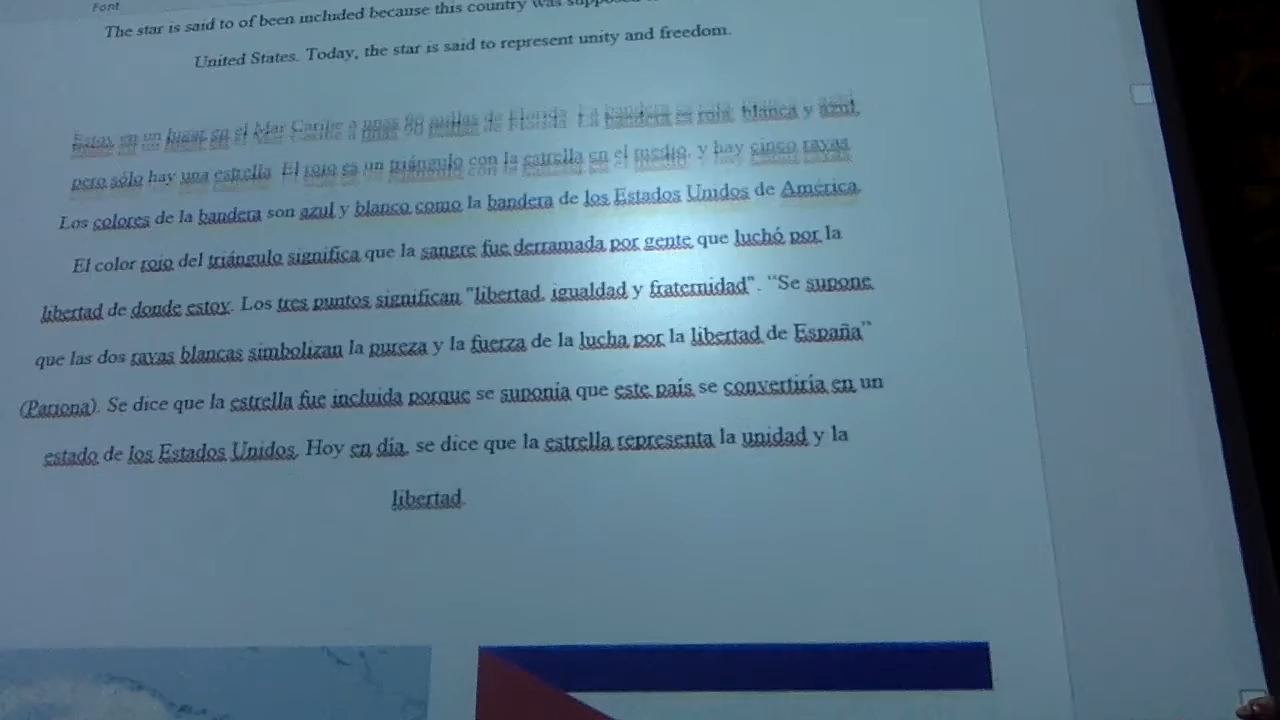 Font
The star is said to of been included because this country was
United States. Today, the star is said to represent unity and freedom.
Estoy en un lugar en el Mar Caribe a unas 90 millas de Florida. La bandera es roja, blanca y azul,
pero sólo hay una estrella. El rojo es un triángulo con la estrella en el medio, y hay cinco rayas
Los colores de la bandera son azul y blanco como la bandera de los Estados Unidos de América.
El color rojo del triángulo significa que la sangre fue derramada por gente que luchó por la
libertad de donde estoy. Los tres puntos significan "libertad, igualdad y fraternidad". "Se supone
que las dos rayas blancas simbolizan la pureza y la fuerza de la lucha por la libertad de España"
(Pariona). Se dice que la estrella fue incluida porque se suponía que este país se convertiría en un
estado de los Estados Unidos. Hoy en día, se dice que la estrella representa la unidad y la
libertad.